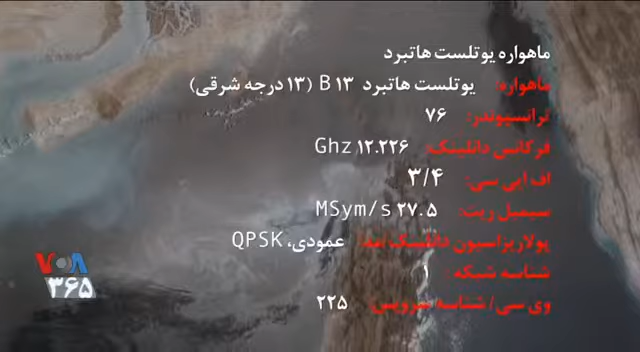 ماهواره یوتلست هاتبرد
ماهواره: یوتلست هاتبرد B ۱۳ (۱۳ درجه شرقی)
ترانسپوندر: ۷۶
فرکانس دانلینک: ۱۲.۲۲۶ Ghz
اف ایی سی: ۳/۴
سیمبل ریت: ۲۷.۵ MSym/s
پولاریزاسیون دانلینک عمودی، QPSK
شناسه شبکه: ۱
وی سی/ شناسه سرویس: ۲۲۵
VOA
۳۶۵